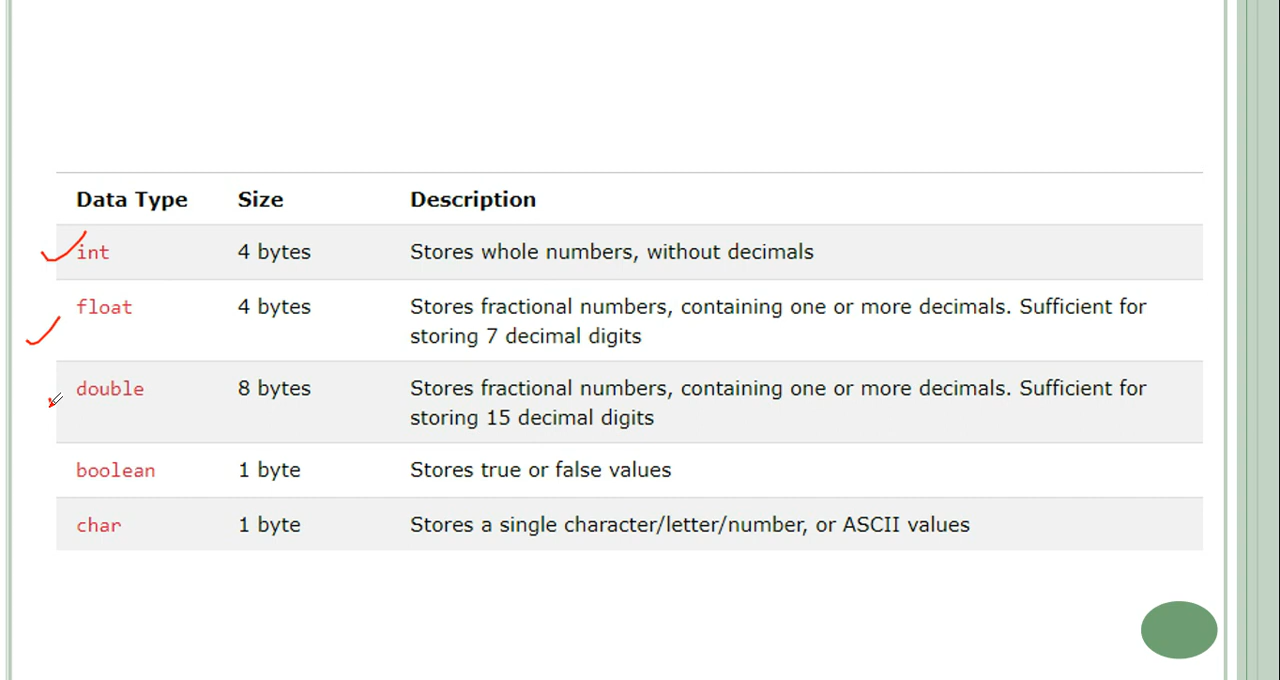 Data Type Size Description
int 4 bytes Stores whole numbers, without decimals
float 4 bytes Stores fractional numbers, containing one or more decimals. Sufficient for
storing 7 decimal digits
double 8 bytes Stores fractional numbers, containing one or more decimals. Sufficient for
storing 15 decimal digits
boolean 1 byte Stores true or false values
char 1 byte Stores a single character/letter/number, or ASCII values